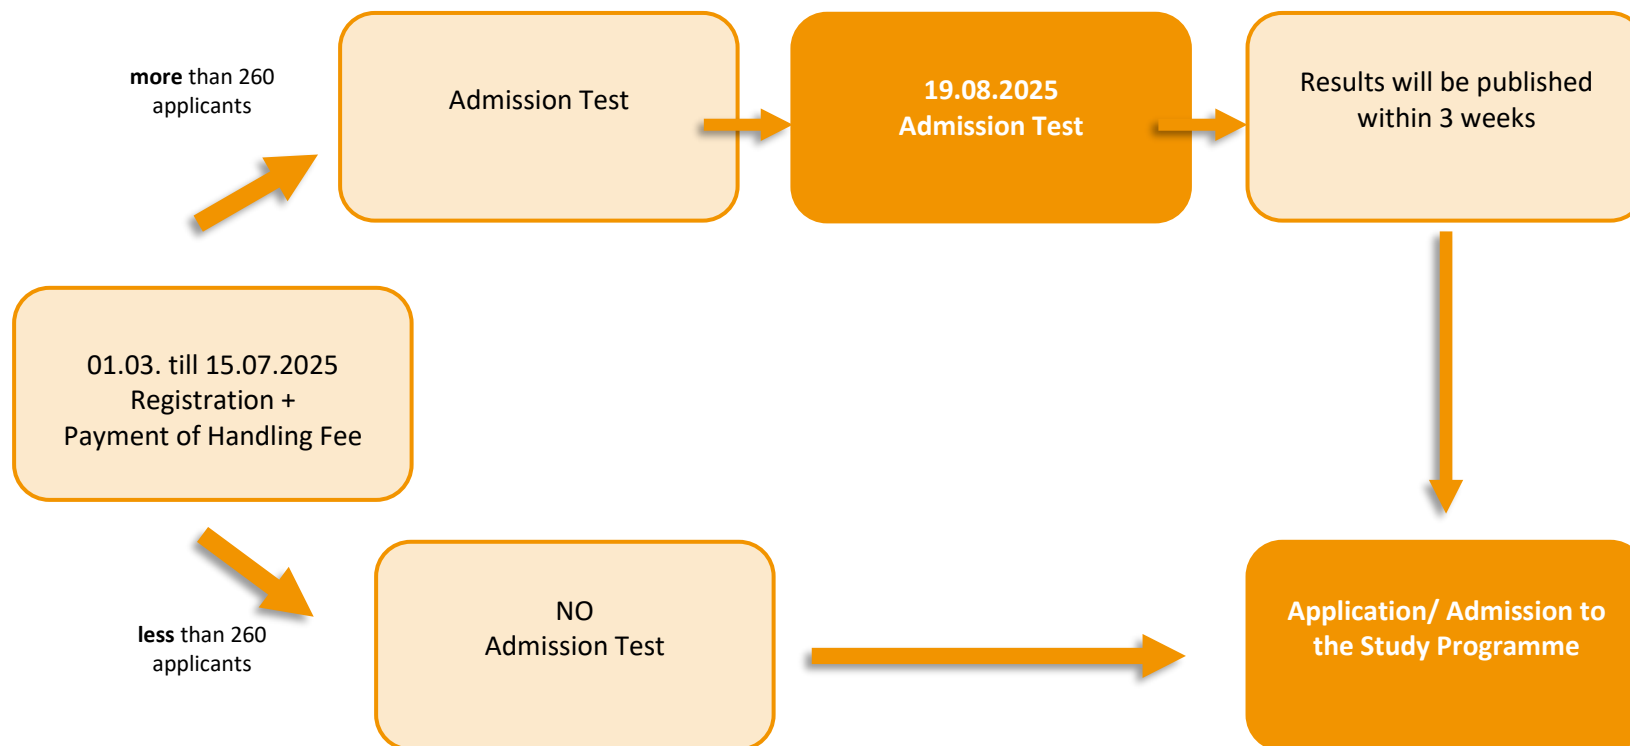 more than 260
applicants
Admission Test
19.08.2025
Admission Test
Results will be published
within 3 weeks
01.03. till 15.07.2025
Registration +
Payment of Handling Fee
less than 260
applicants
NO
Admission Test
Application/ Admission to
the Study Programme